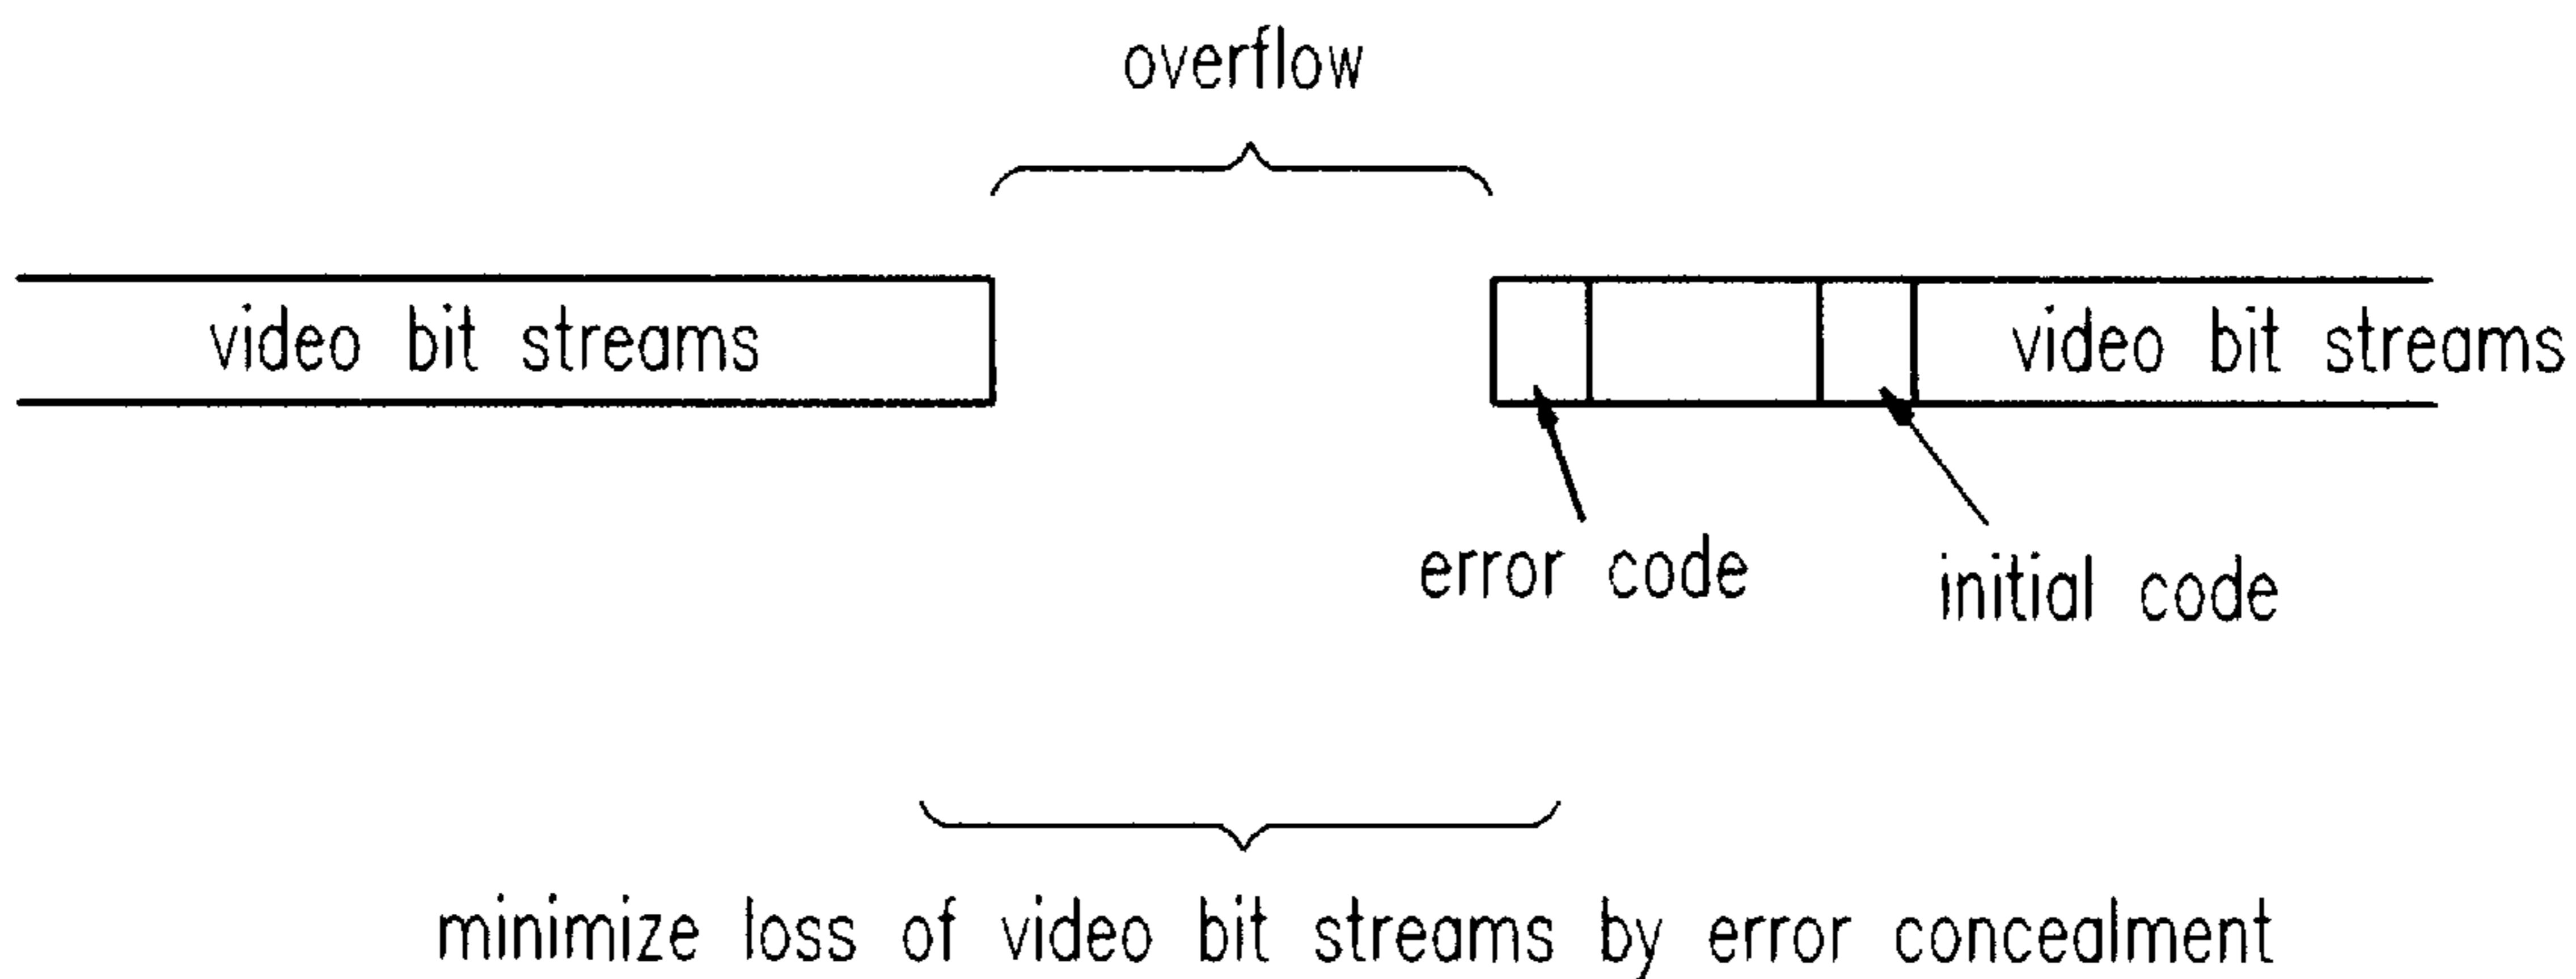 overflow
video bit streams
video bit streams
error code
initial code
minimize loss of video bit streams by error concealment